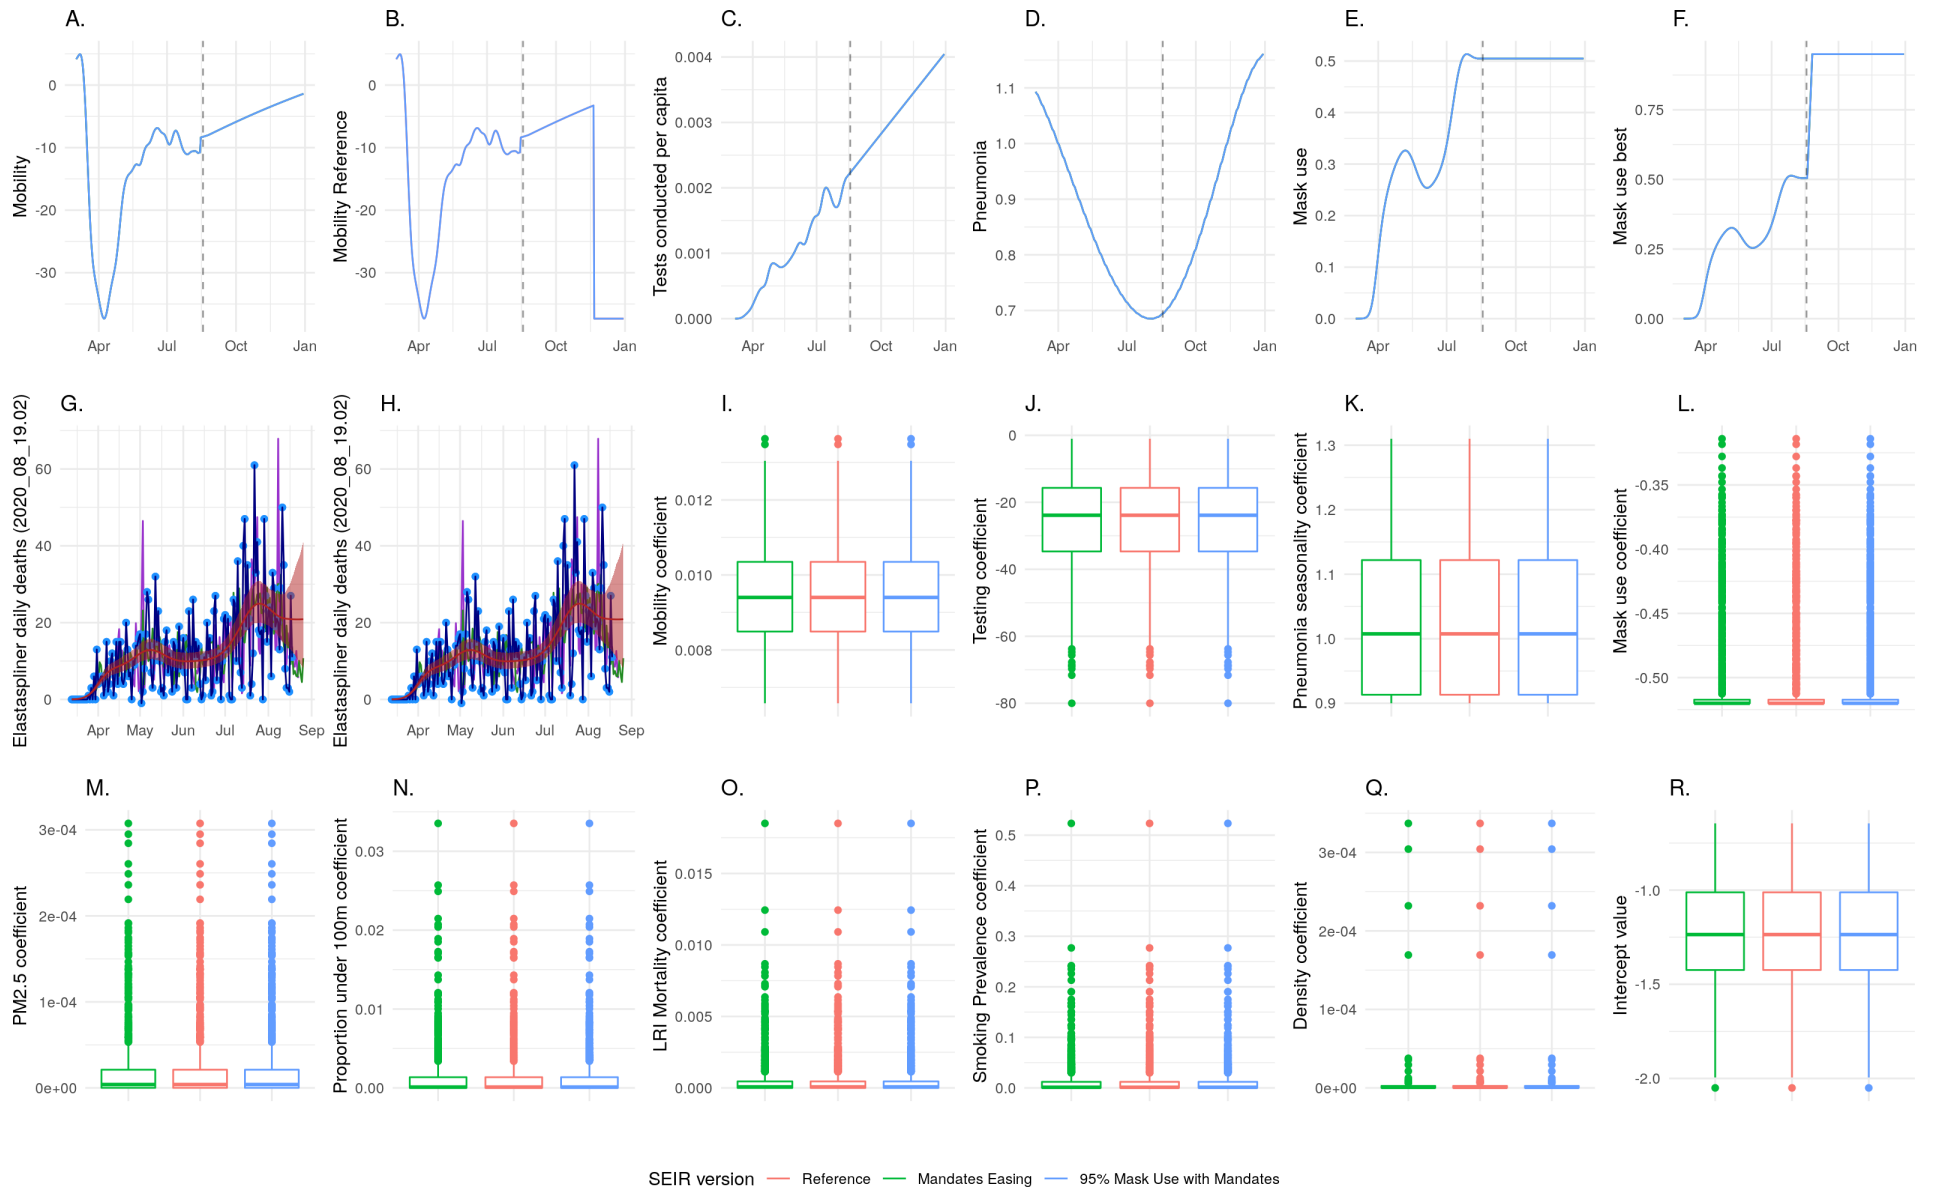 A. B. C. D. E. F.
Mobility
0
-10
-20
-30
Apr Jul Oct Jan
Mobility Reference
0
-10
-20
-30
Apr Jul Oct Jan
Tests conducted per capita
0.004
0.003
0.002
0.001
0.000
Apr Jul Oct Jan
Pneumonia
1.1
1.0
0.9
0.8
0.7
Apr Jul Oct Jan
Mask use
0.5
0.4
0.3
0.2
0.1
0.0
Apr Jul Oct Jan
Mask use best
0.75
0.50
0.25
0.00
Apr Jul Oct Jan
G. H. I. J. K. L.
Elastaspliner daily deaths (2020_08_19.02)
60
40
20
0
Apr May Jun Jul Aug Sep
Elastaspliner daily deaths (2020_08_19.02)
60
40
20
0
Apr May Jun Jul Aug Sep
Mobility coefficient
0.012
0.010
0.008
Testing coefficient
0
-20
-40
-60
-80
Pneumonia seasonality coefficient
1.3
1.2
1.1
1.0
0.9
Mask use coefficient
-0.35
-0.40
-0.45
-0.50
M. N. O. P. Q. R.
PM2.5 coefficient
3e-04
2e-04
1e-04
0e+00
Proportion under 100m coefficient
0.03
0.02
0.01
0.00
LRI Mortality coefficient
0.015
0.010
0.005
0.000
Smoking Prevalence coefficient
0.5
0.4
0.3
0.2
0.1
0.0
Density coefficient
3e-04
2e-04
1e-04
0e+00
Intercept value
-1.0
-1.5
-2.0
SEIR version Reference Mandates Easing 95% Mask Use with Mandates